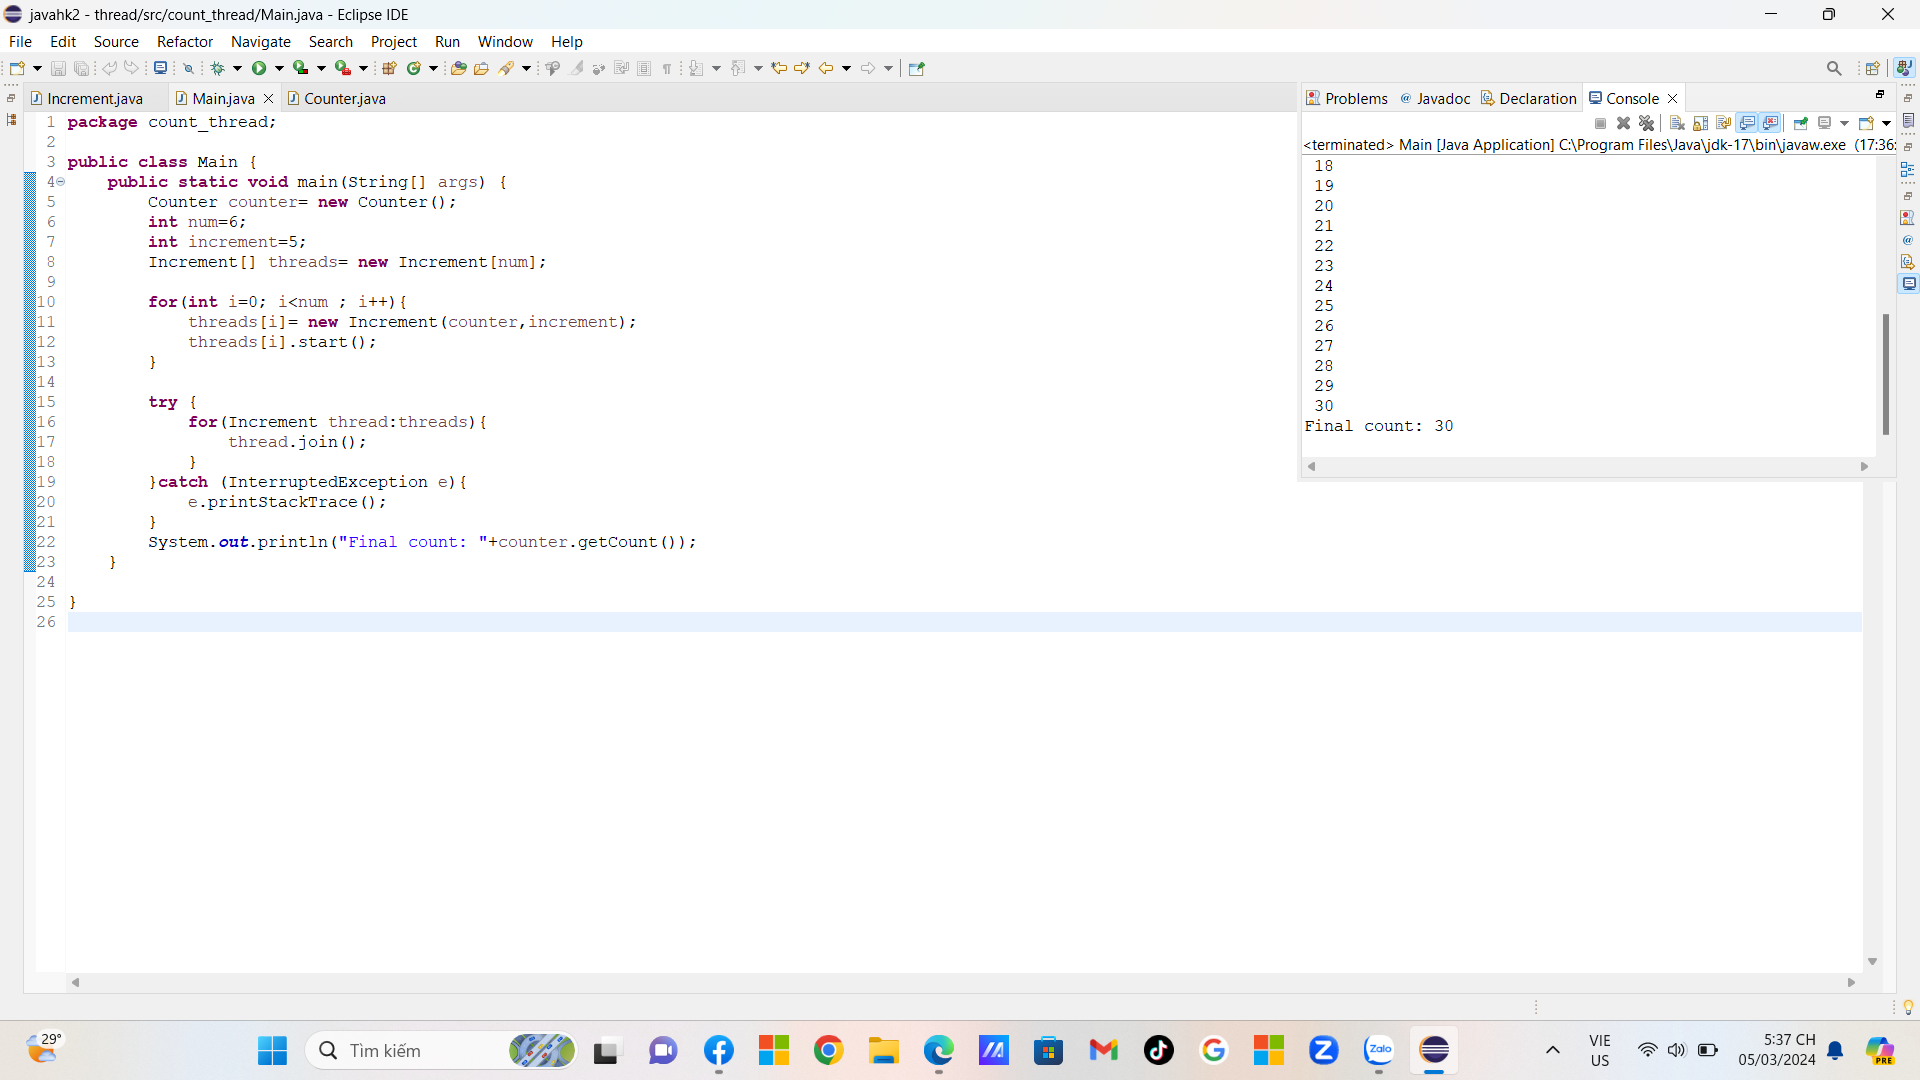 javahk2 - thread/src/count_thread/Main.java - Eclipse IDE
File Edit Source Refactor Navigate Search Project Run Window Help
Increment.java Main.java Counter.java
1 package count_thread;
2
3 public class Main {
4 public static void main(String[] args) {
5 Counter counter= new Counter();
6 int num=6;
7 int increment=5;
8 Increment[] threads= new Increment[num];
9
10 for(int i=0; i<num ; i++){
11 threads[i]= new Increment(counter,increment);
12 threads[i].start();
13 }
14
15 try {
16 for(Increment thread:threads){
17 thread.join();
18 }
19 }catch (InterruptedException e){
20 e.printStackTrace();
21 }
22 System.out.println("Final count: "+counter.getCount());
23 }
24
25 }
26
Problems @ Javadoc Declaration Console
<terminated> Main [Java Application] C:\Program Files\Java\jdk-17\bin\javaw.exe (17:36:
18
19
20
21
22
23
24
25
26
27
28
29
30
Final count: 30
29°
Tìm kiếm
Zalo
VIE
US
5:37 CH
05/03/2024
PRE